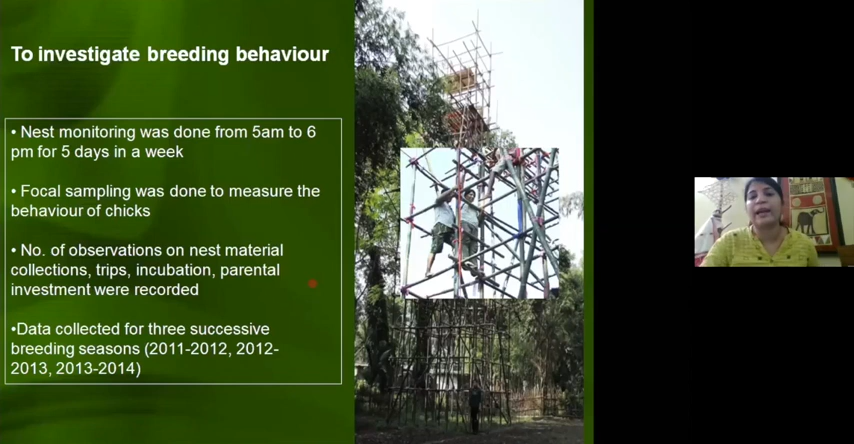 To investigate breeding behaviour
• Nest monitoring was done from 5am to 6
pm for 5 days in a week
• Focal sampling was done to measure the
behaviour of chicks
• No. of observations on nest material
collections, trips, incubation, parental
investment were recorded
•Data collected for three successive
breeding seasons (2011-2012, 2012-
2013, 2013-2014)